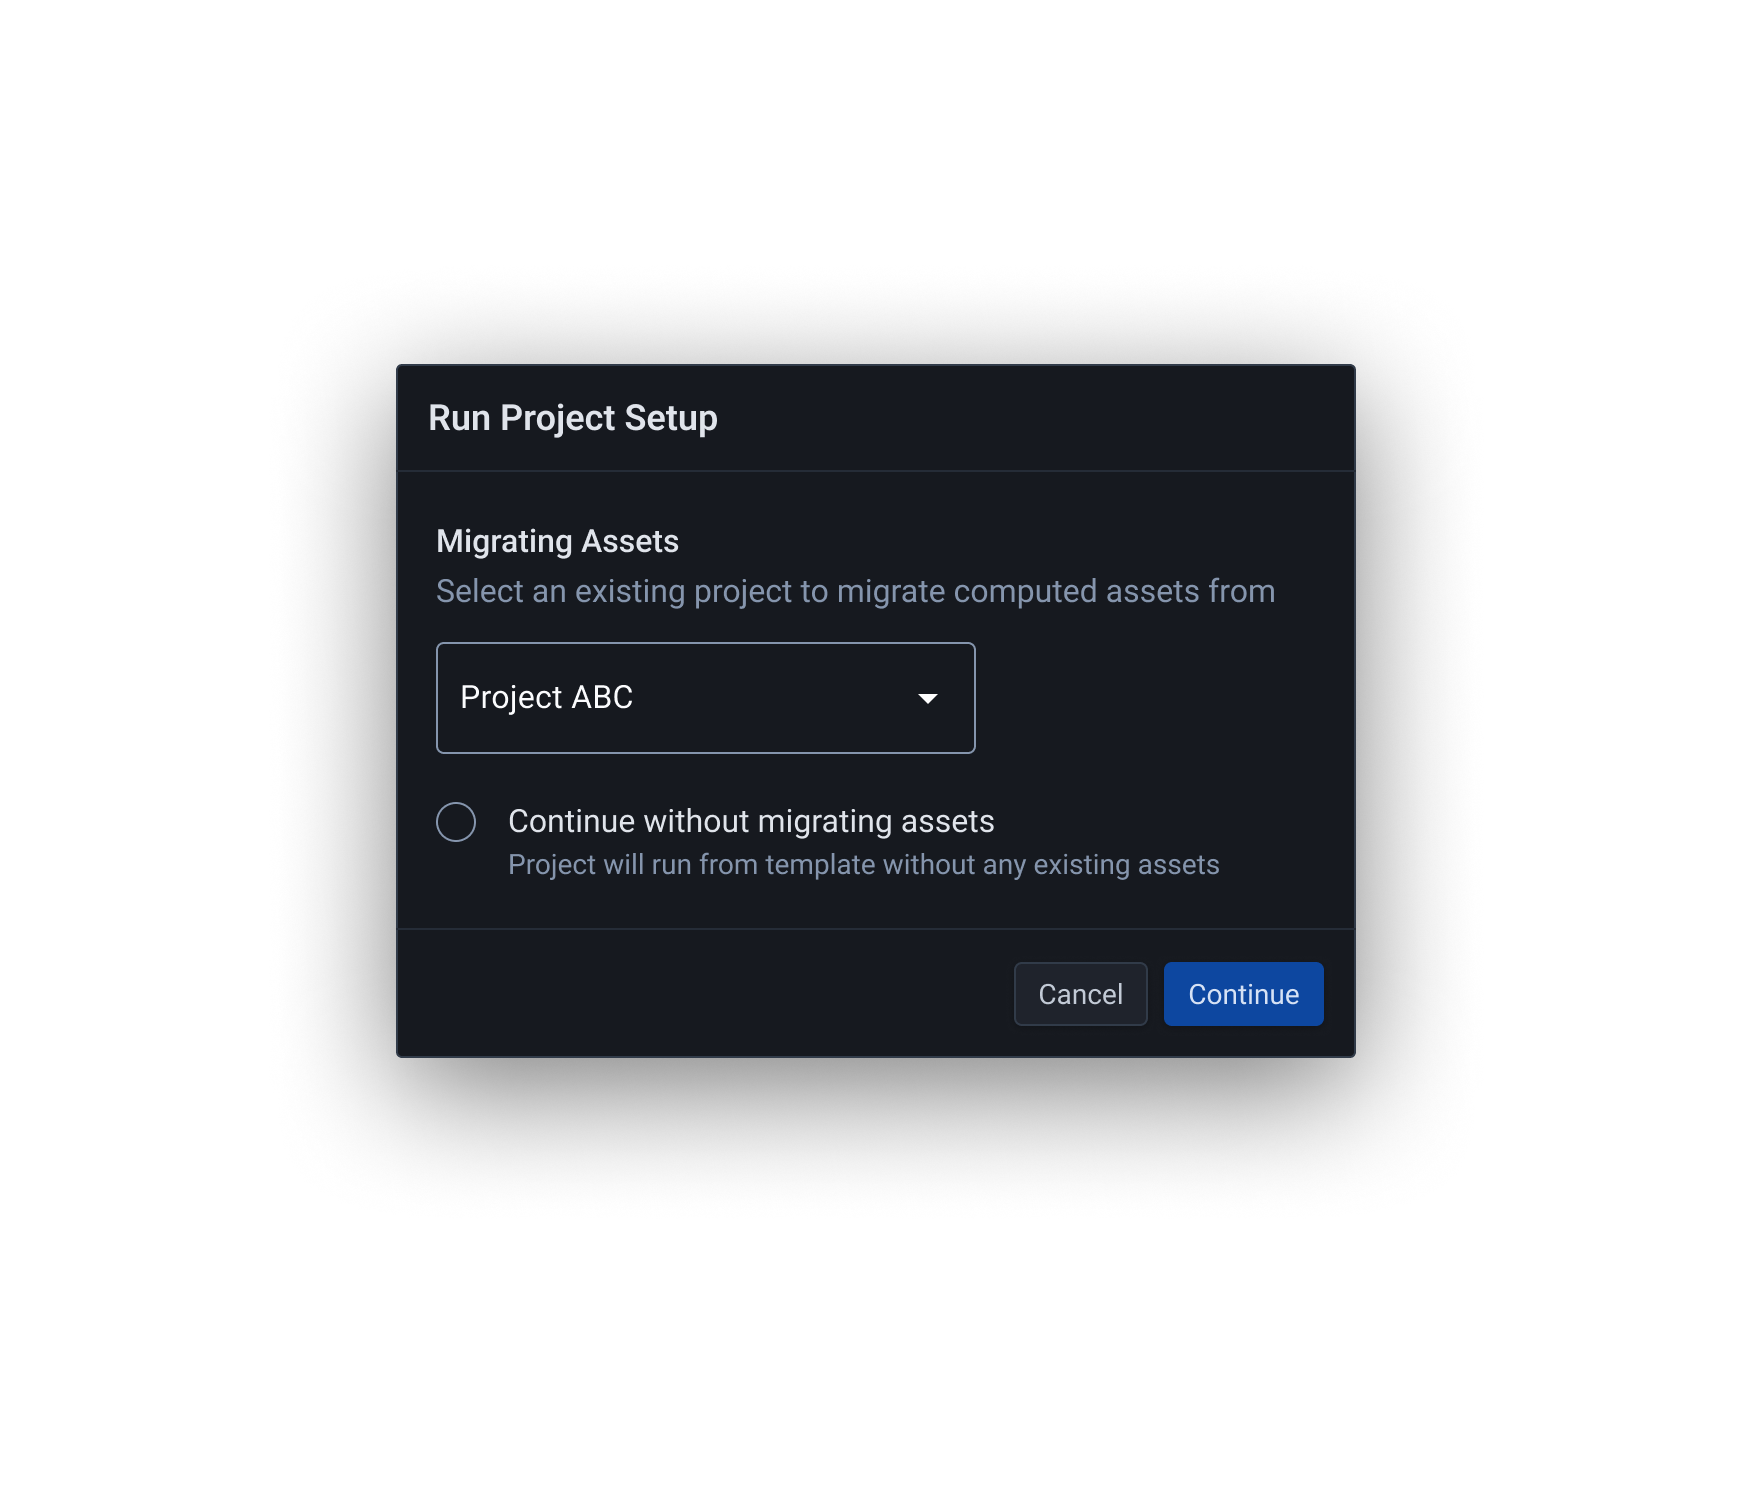 Run Project Setup
Migrating Assets
Select an existing project to migrate computed assets from
Project ABC
Continue without migrating assets
Project will run from template without any existing assets
Cancel
Continue